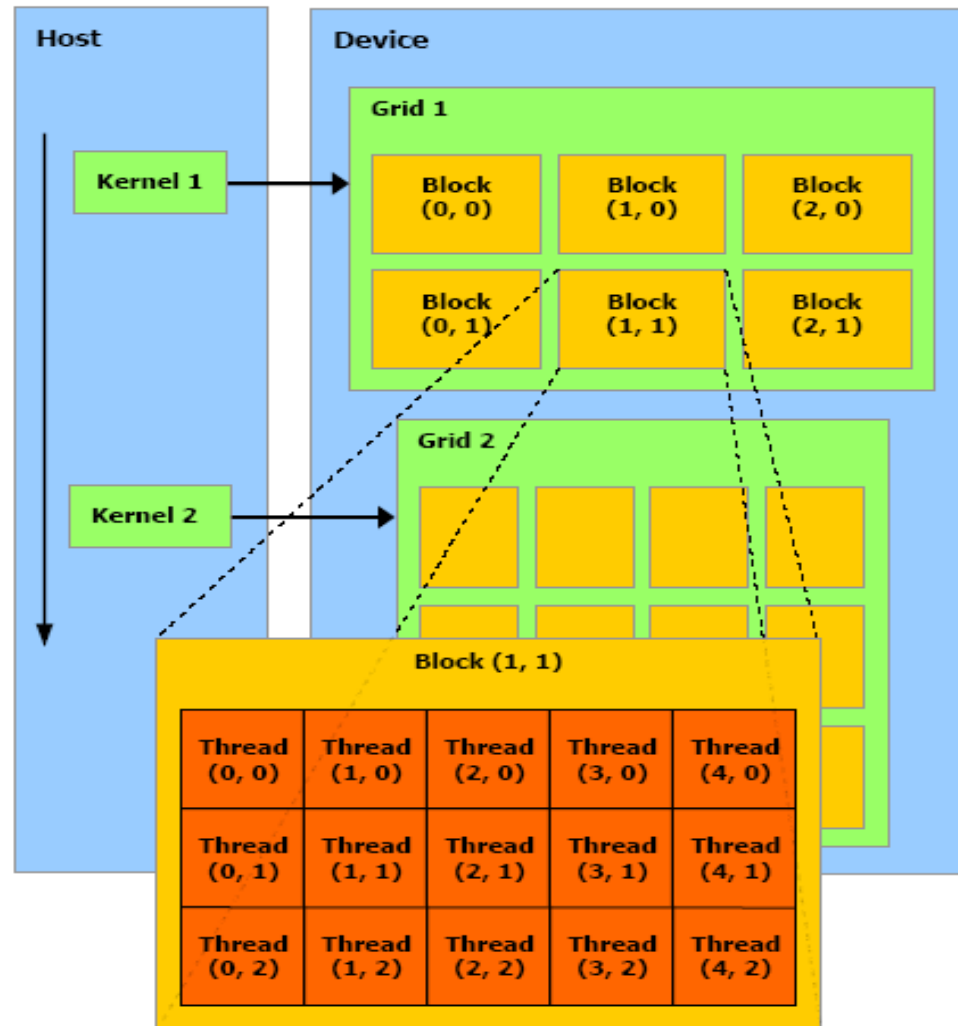 Host
Device
Grid 1
Kernel 1
Block
(0, 0)
Block
(1, 0)
Block
(2, 0)
Block
(0, 1)
Block
(1, 1)
Block
(2, 1)
Grid 2
Kernel 2
Block (1, 1)
Thread
(0, 0)
Thread
(1, 0)
Thread
(2, 0)
Thread
(3, 0)
Thread
(4, 0)
Thread
(0, 1)
Thread
(1, 1)
Thread
(2, 1)
Thread
(3, 1)
Thread
(4, 1)
Thread
(0, 2)
Thread
(1, 2)
Thread
(2, 2)
Thread
(3, 2)
Thread
(4, 2)